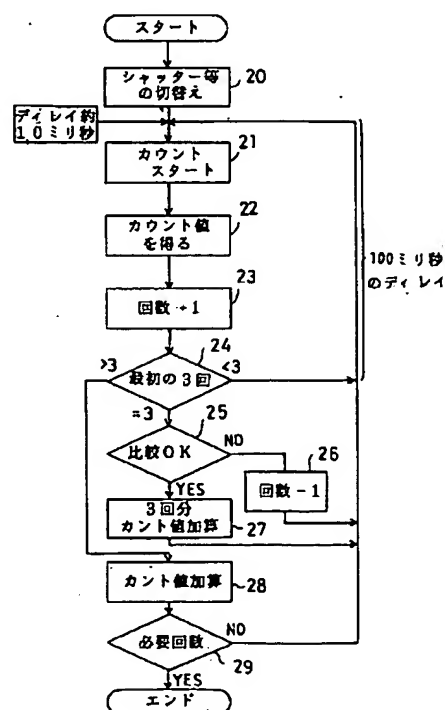 スタート
シャッター等
の切替え
20
ディレイ約
10ミリ秒
21
カウント
スタート
22
カウント値
を得る
100ミリ秒
のディレイ
23
回数+1
24
>3
<3
最初の3回
=3
25
比較OK
NO
26
回数-1
YES
3回分
カント値加算
27
カント値加算
28
必要回数
NO
29
YES
エンド